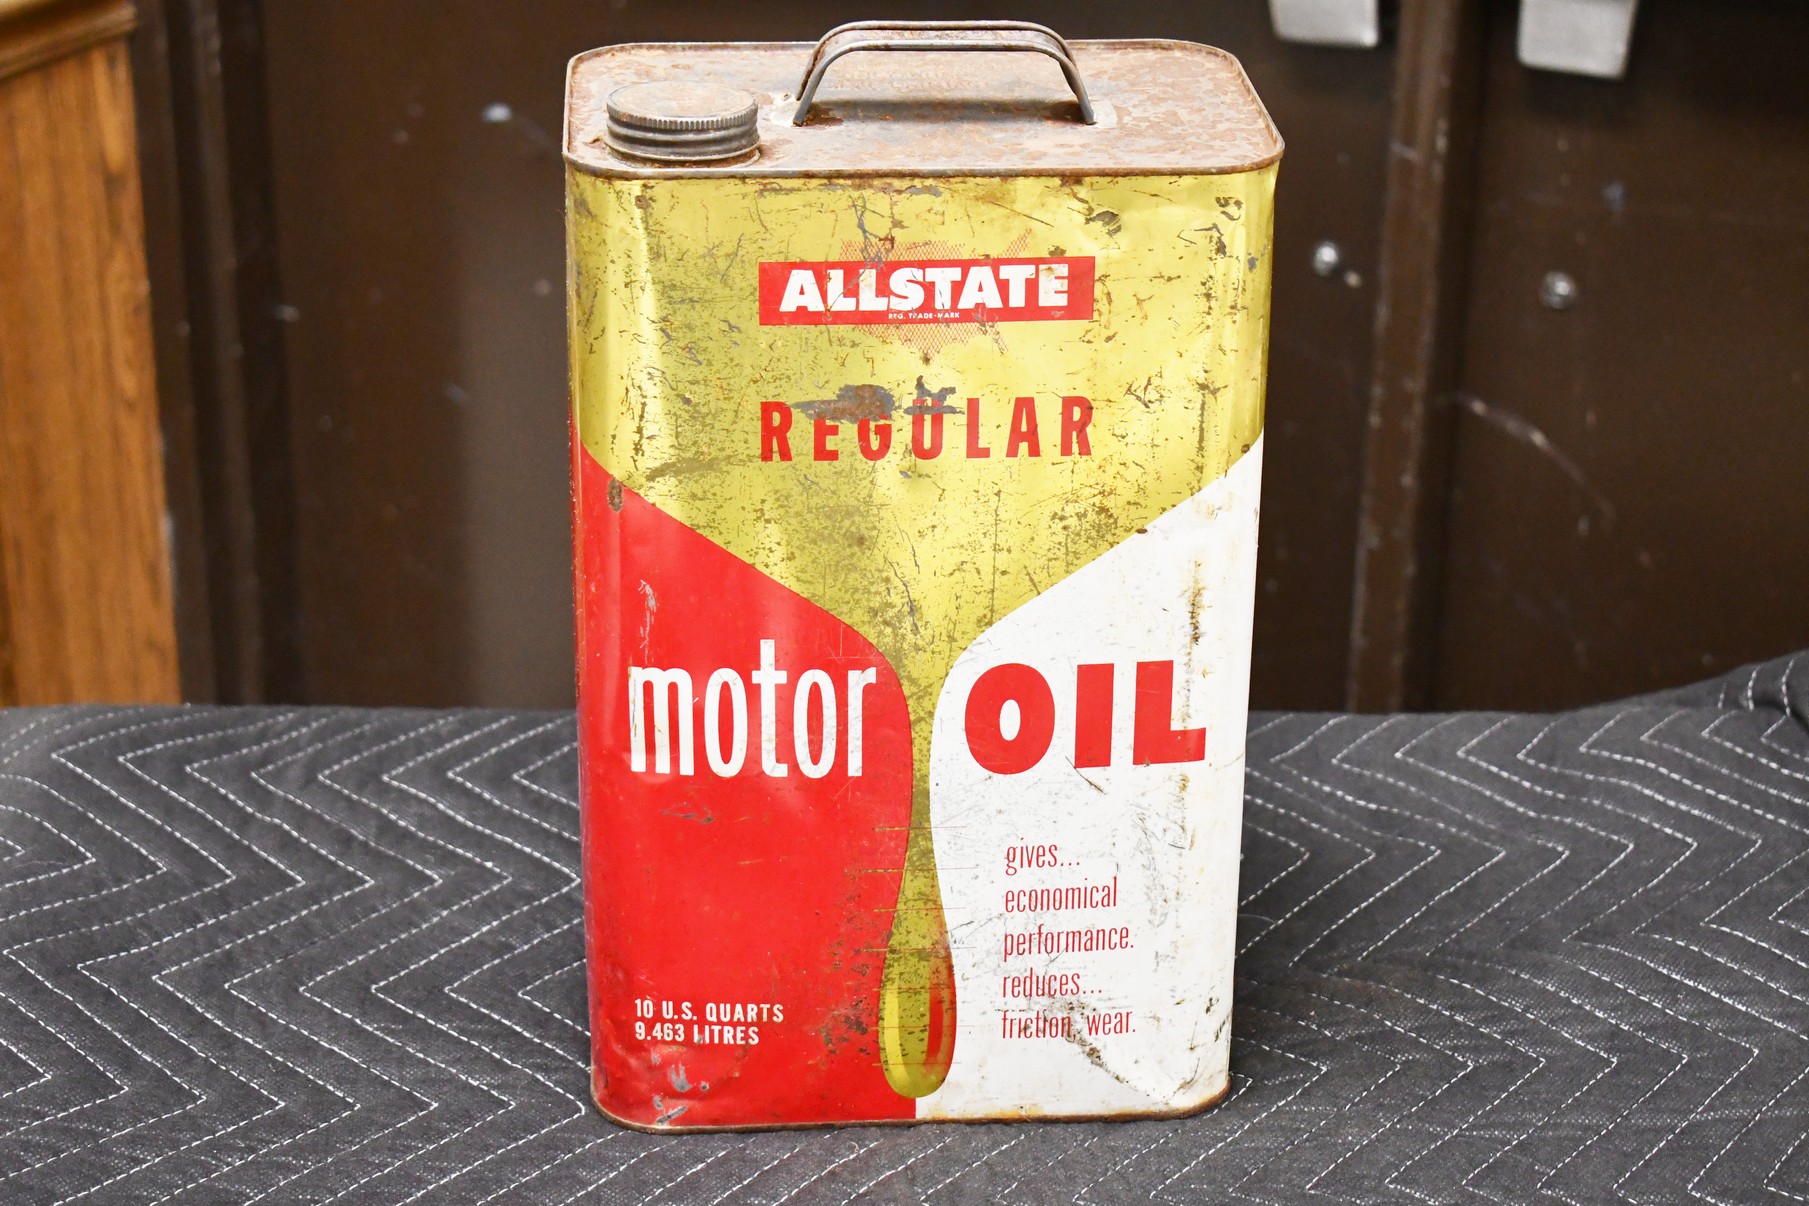 ALLSTATE
REG. TRADE-MARK
REGULAR
motor OIL
gives...
economical
performance.
reduces...
friction, wear.
10 U.S. QUARTS
9.463 LITRES